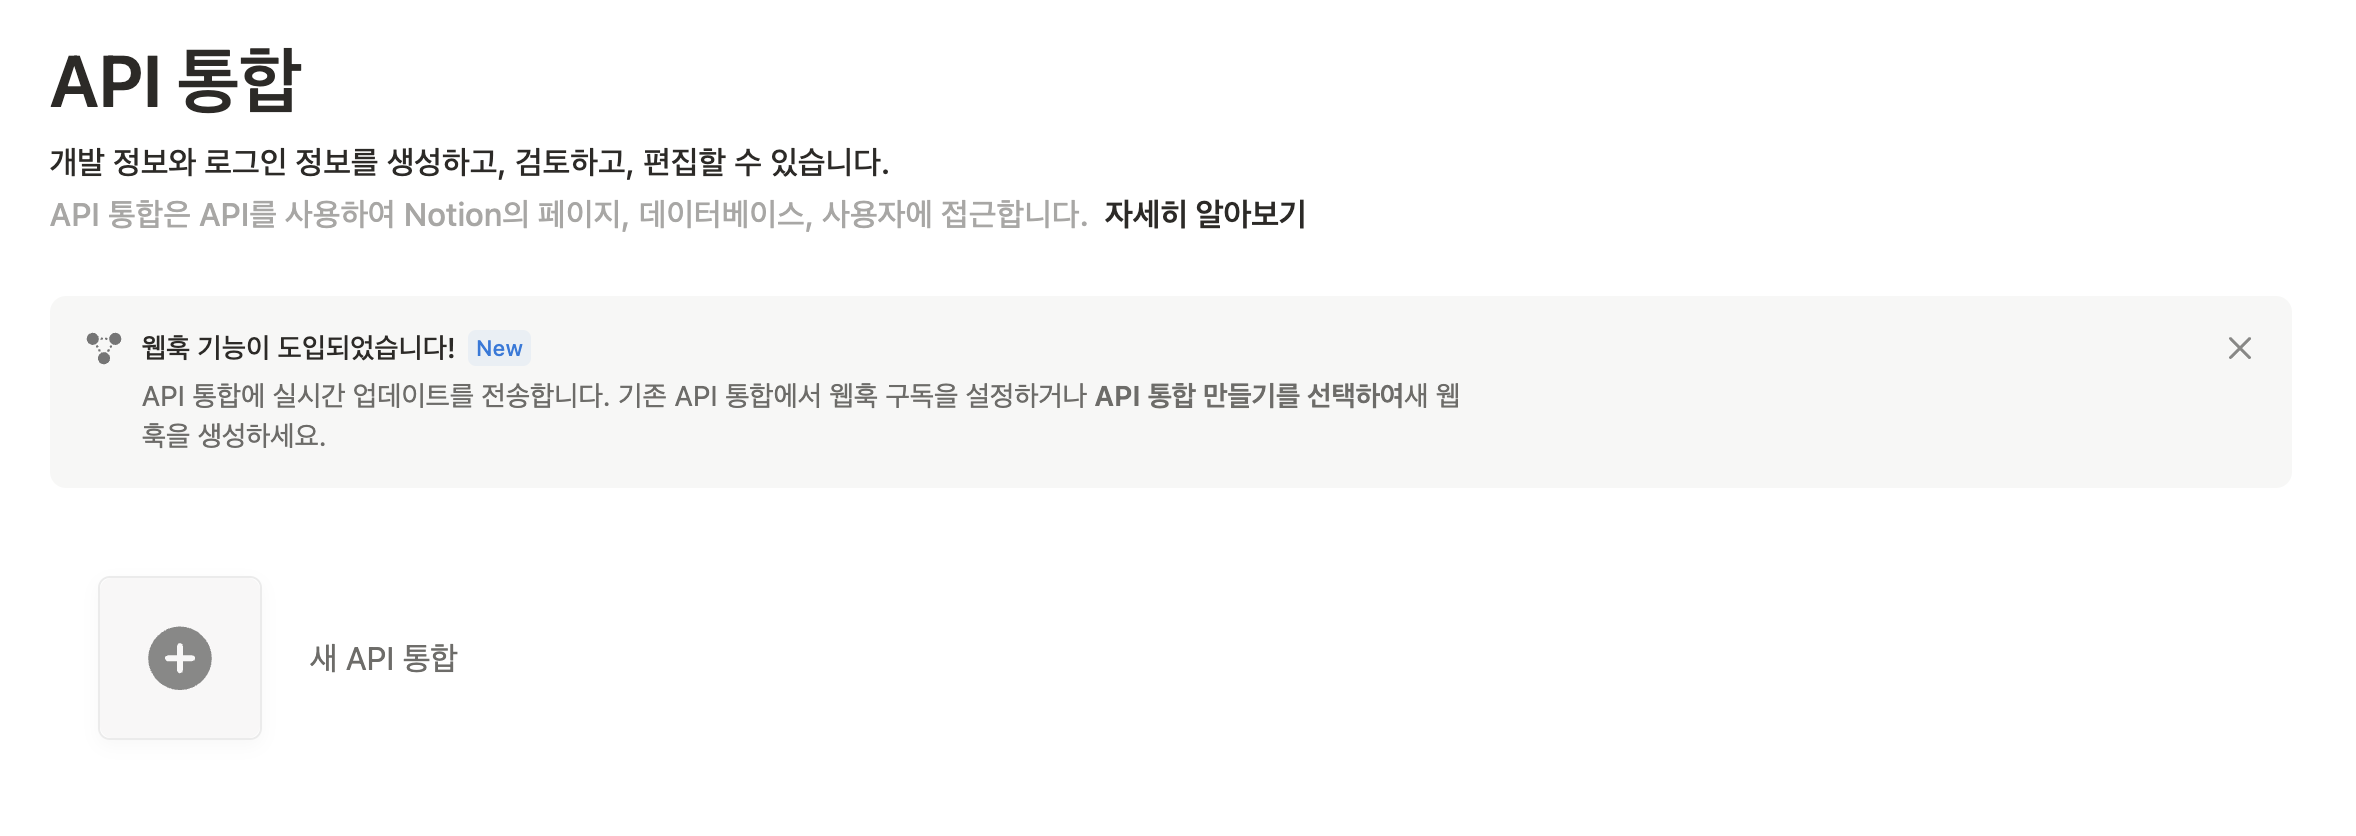 API 통합
개발 정보와 로그인 정보를 생성하고, 검토하고, 편집할 수 있습니다.
API 통합은 API를 사용하여 Notion의 페이지, 데이터베이스, 사용자에 접근합니다. 자세히 알아보기
웹훅 기능이 도입되었습니다! New
API 통합에 실시간 업데이트를 전송합니다. 기존 API 통합에서 웹훅 구독을 설정하거나 API 통합 만들기를 선택하여새 웹
훅을 생성하세요.
새 API 통합